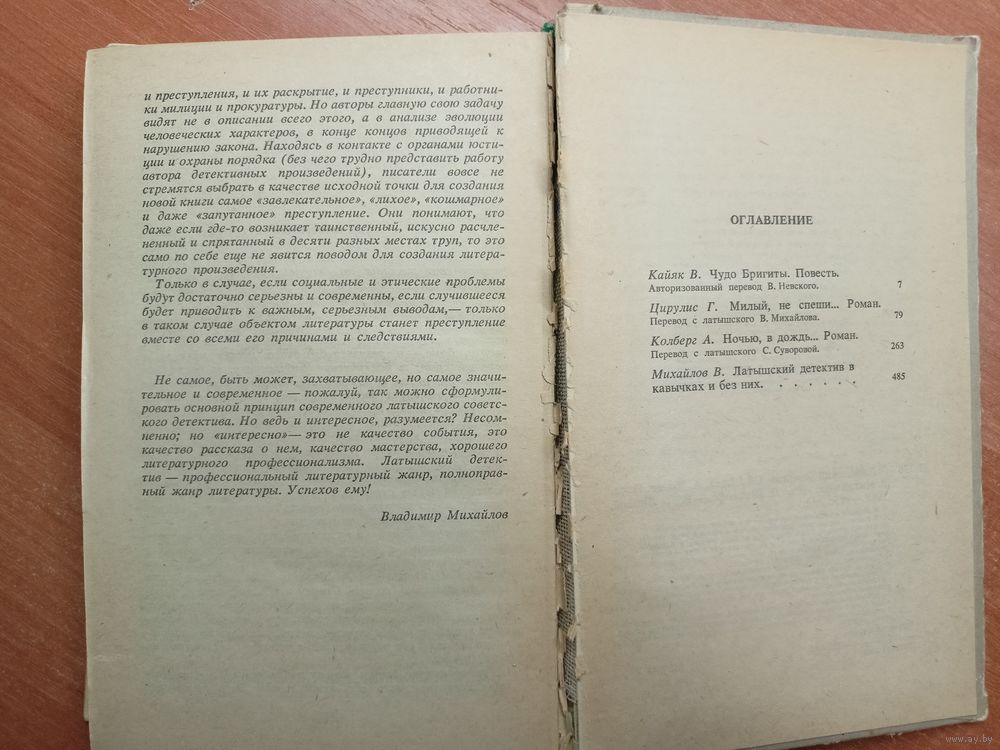 и преступления, и их раскрытие, и преступники, и работни-
ки милиции и прокуратуры. Но авторы главную свою задачу
видят не в описании всего этого, а в анализе эволюции
человеческих характеров, в конце концов приводящей к
нарушению закона. Находясь в контакте с органами юсти-
ции и охраны порядка (без чего трудно представить работу
автора детективных произведений), писатели вовсе не
стремятся выбрать в качестве исходной точки для создания
новой книги самое «завлекательное», «лихое», «кошмарное»
и даже «запутанное» преступление. Они понимают, что
даже если где-то возникает таинственный, искусно расчле-
ненный и спрятанный в десяти разных местах труп, то это
само по себе еще не явится поводом для создания литера-
турного произведения.
Только в случае, если социальные и этические проблемы
будут достаточно серьезны и современны, если случившееся
будет приводить к важным, серьезным выводам,— только
в таком случае объектом литературы станет преступление
вместе со всеми его причинами и следствиями.
Не самое, быть может, захватывающее, но самое значи-
тельное и современное — пожалуй, так можно сформули-
ровать основной принцип современного латышского советс-
кого детектива. Но ведь и интересное, разумеется? Несом-
ненно; но «интересно»— это не качество события, это
качество рассказа о нем, качество мастерства, хорошего
литературного профессионализма. Латышский детек-
тив — профессиональный литературный жанр, полноправ-
ный жанр литературы. Успехов ему!
Владимир Михайлов
ОГЛАВЛЕНИЕ
Кайяк В. Чудо Бригиты. Повесть.
Авторизованный перевод В. Невского. 7
Цирулис Г. Милый, не спеши... Роман.
Перевод с латышского В. Михайлова. 79
Колберг А. Ночью, в дождь... Роман.
Перевод с латышского С. Суворовой. 263
Михайлов В. Латышский детектив в
кавычках и без них. . . . . . . 485
www.ay.by